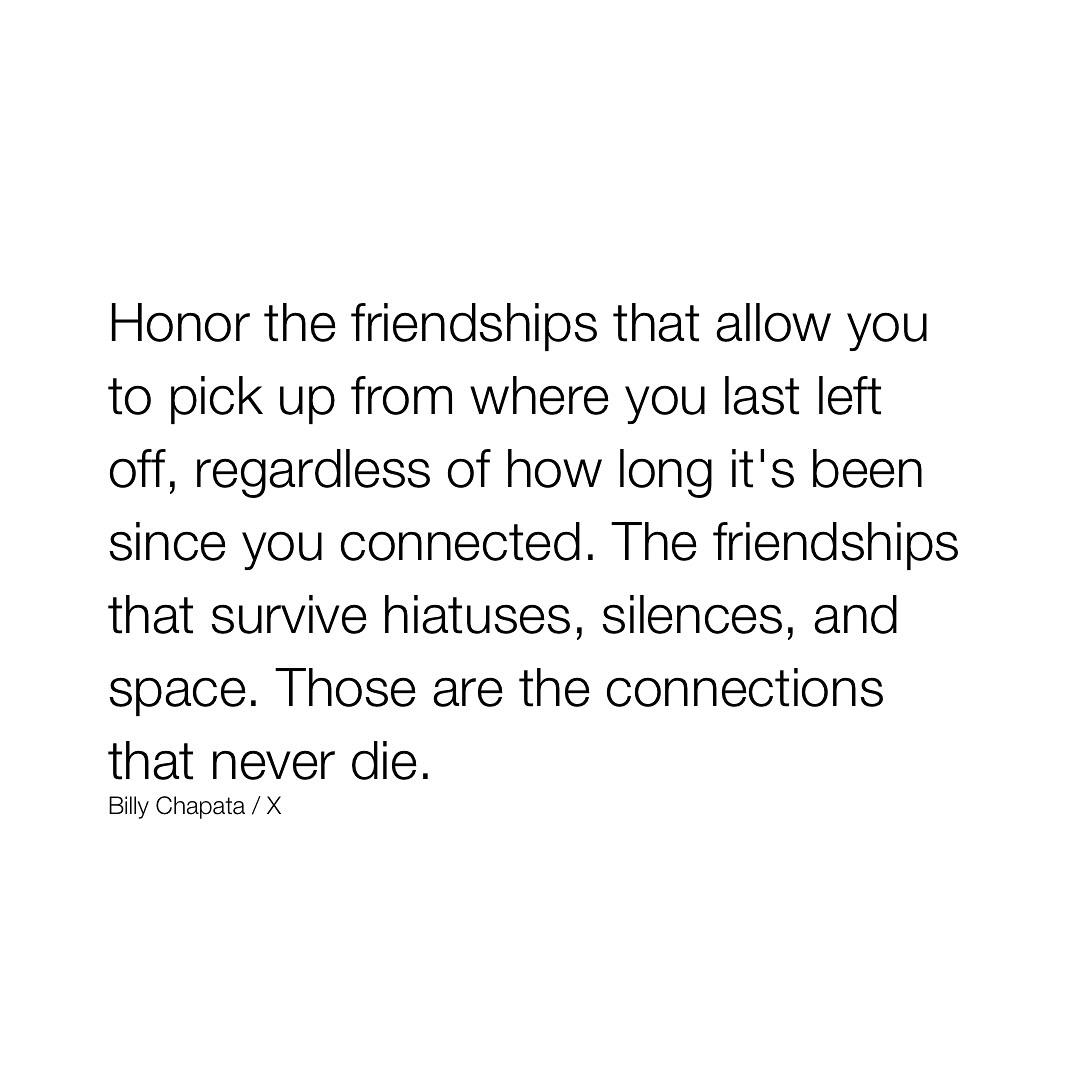 Honor the friendships that allow you
to pick up from where you last left
off, regardless of how long it's been
since you connected. The friendships
that survive hiatuses, silences, and
space. Those are the connections
that never die.
Billy Chapata / X